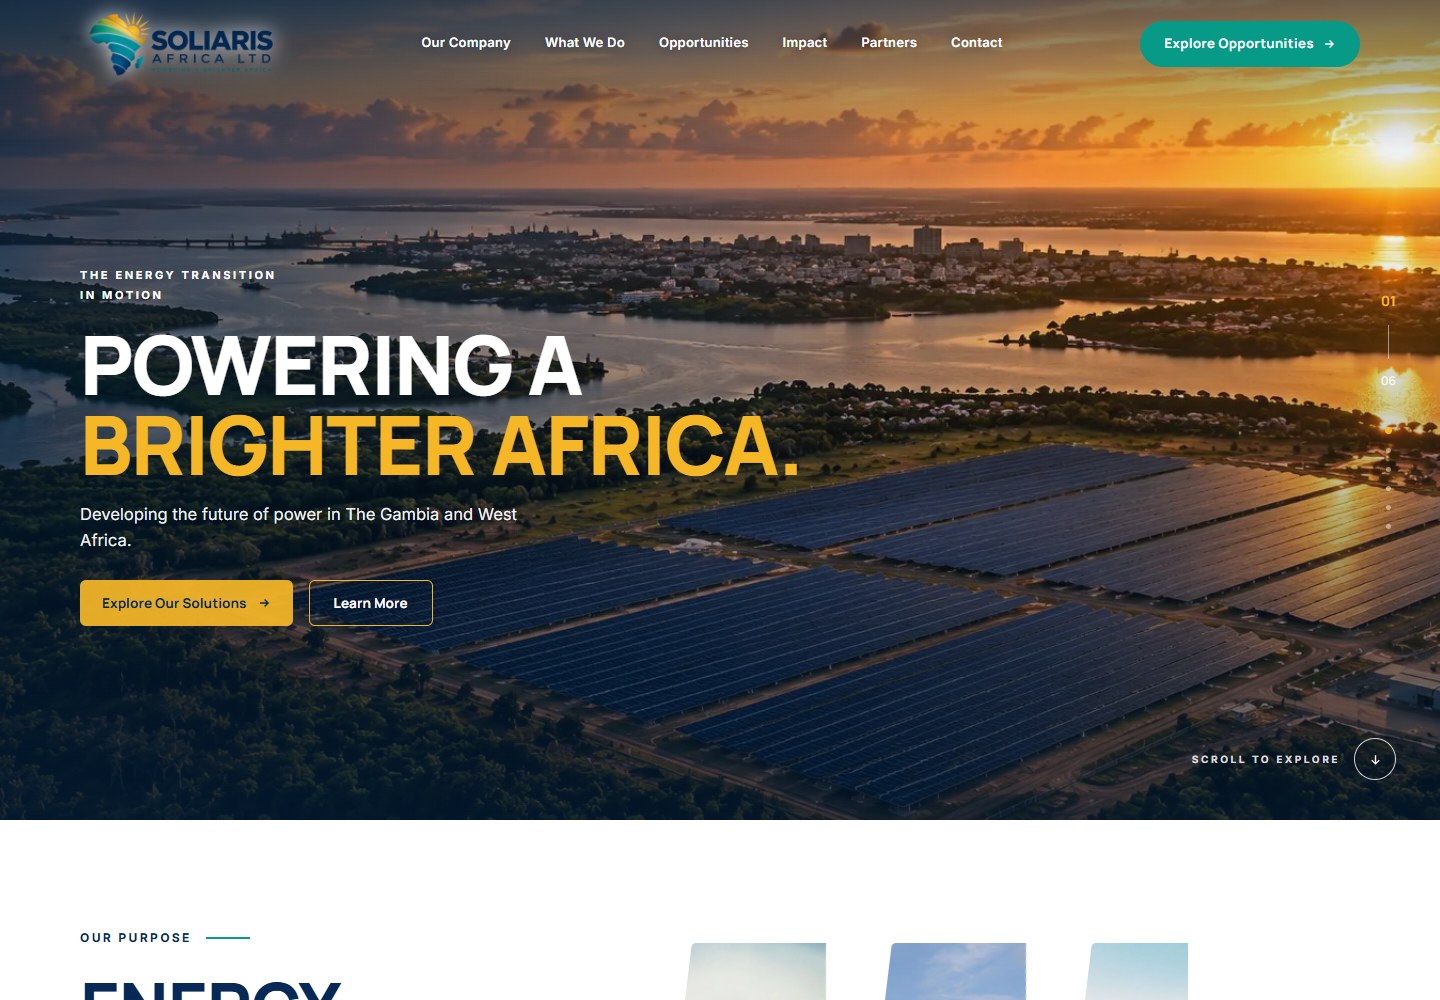 SOLIARIS
AFRICA LTD
Our Company
What We Do
Opportunities
Impact
Partners
Contact
Explore Opportunities →
THE ENERGY TRANSITION
IN MOTION
POWERING A
BRIGHTER AFRICA.
Developing the future of power in The Gambia and West
Africa.
Explore Our Solutions →
Learn More
01
06
SCROLL TO EXPLORE
OUR PURPOSE
ENERGY